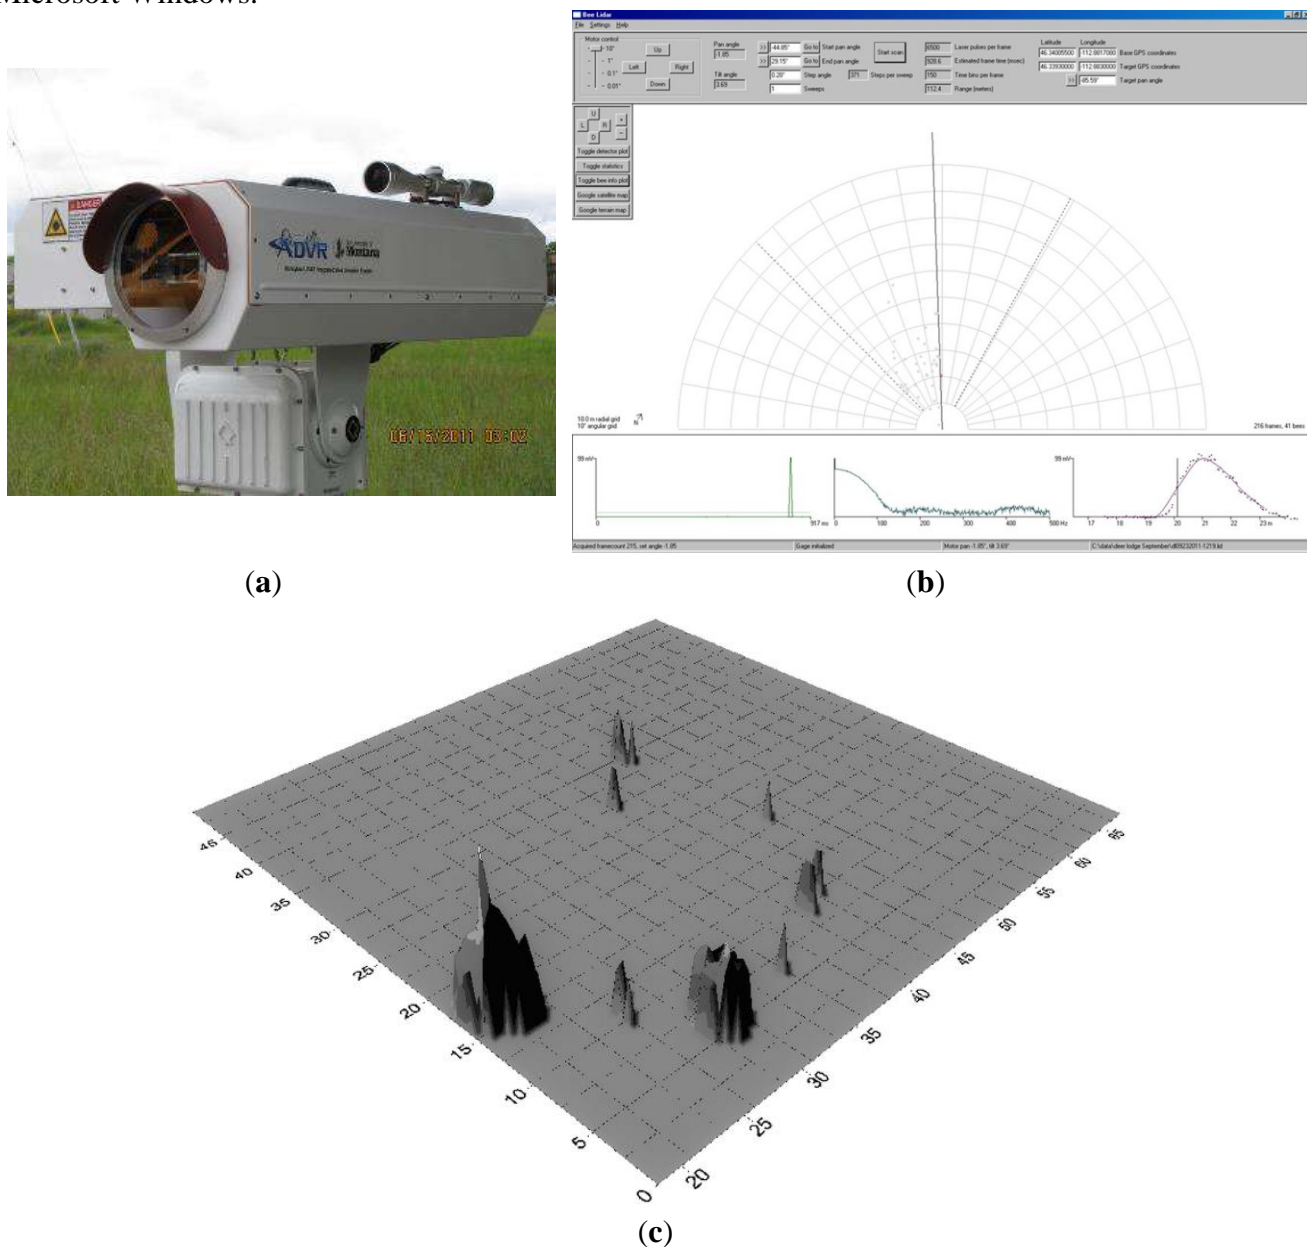 Microsoft Windows.
DANGER
ADVR
Montana
06/15/2011 03:02
Bee Lidar
File Settings Help
Motor control
10°
1°
0.1°
0.01°
Up
Left
Right
Down
Pan angle
-1.85
Tilt angle
3.69
>> -44.85° Go to Start pan angle
>> 29.15° Go to End pan angle
0.20° Step angle 371 Steps per sweep
1 Sweeps
Start scan
6500 Laser pulses per frame
928.6 Estimated frame time (msec)
150 Time bins per frame
112.4 Range (meters)
Latitude Longitude
46.34005500 -112.8817000 Base GPS coordinates
46.33930000 -112.8830000 Target GPS coordinates
>> -85.59° Target pan angle
U
L R
D
+
-
Toggle detector plot
Toggle statistics
Toggle bee info plot
Google satellite map
Google terrain map
10.0 m radial grid
10° angular grid
N
216 frames, 41 bees
99 mV
0 917 ms
0 100 200 300 400 500 Hz
99 mV
17 18 19 20 21 22 23 m
Acquired framecount 215, set angle -1.85
Gage initialized
Motor pan -1.85°, tilt 3.69°
C:\data\deer lodge September\dl09232011-1219.lid
(a)
(b)
46
40
35
30
25
20
15
10
5
0
20
25
30
35
40
45
50
55
60
65
(c)